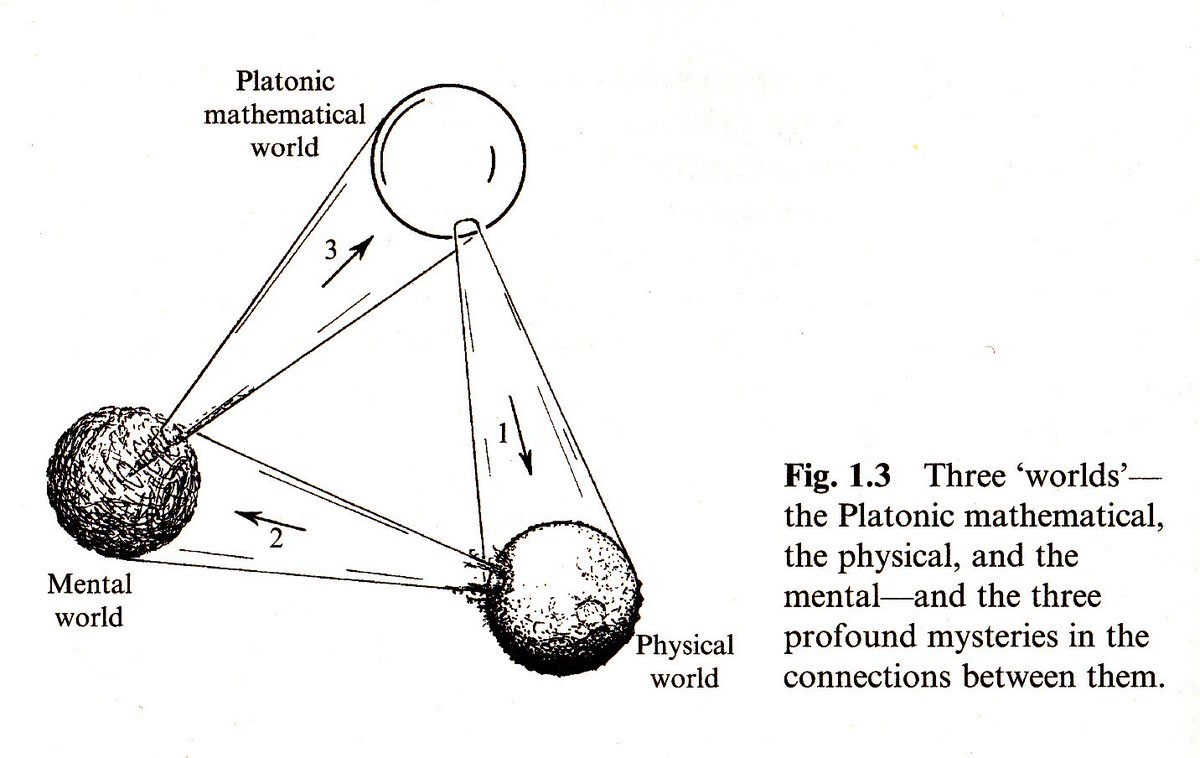 Platonic
mathematical
world
3
1
2
Mental
world
Physical
world
Fig. 1.3 Three ‘worlds’—
the Platonic mathematical,
the physical, and the
mental—and the three
profound mysteries in the
connections between them.